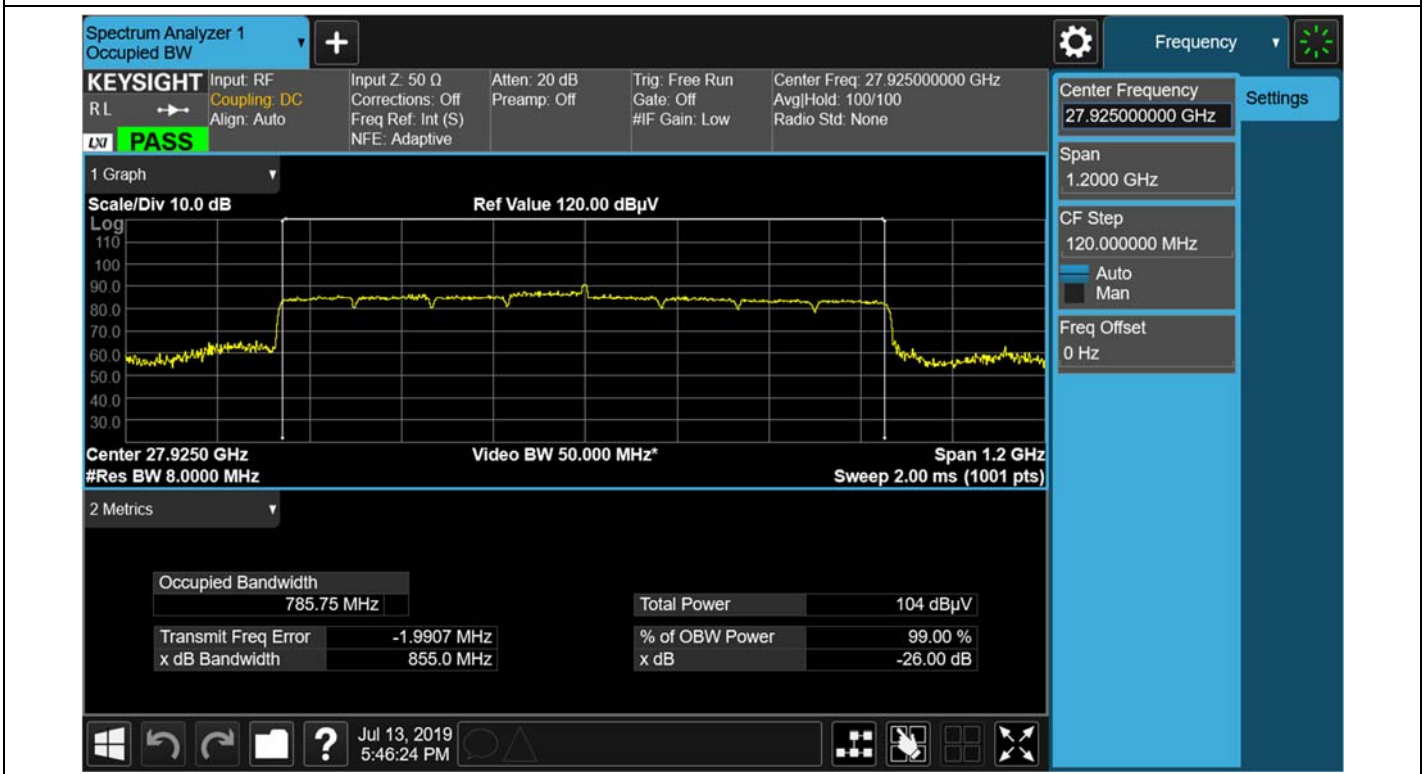 Spectrum Analyzer 1
Occupied BW
+
Frequency
KEYSIGHT
R L
LXI
PASS
Input: RF
Coupling: DC
Align: Auto
Input Z: 50 Ω
Corrections: Off
Freq Ref: Int (S)
NFE: Adaptive
Atten: 20 dB
Preamp: Off
Trig: Free Run
Gate: Off
#IF Gain: Low
Center Freq: 27.925000000 GHz
Avg|Hold: 100/100
Radio Std: None
Center Frequency
27.925000000 GHz
Settings
Span
1.2000 GHz
CF Step
120.000000 MHz
Auto
Man
Freq Offset
0 Hz
1 Graph
Scale/Div 10.0 dB
Ref Value 120.00 dBµV
Log
110
100
90.0
80.0
70.0
60.0
50.0
40.0
30.0
Center 27.9250 GHz
Video BW 50.000 MHz*
Span 1.2 GHz
#Res BW 8.0000 MHz
Sweep 2.00 ms (1001 pts)
2 Metrics
Occupied Bandwidth
785.75 MHz
Total Power 104 dBµV
Transmit Freq Error -1.9907 MHz
% of OBW Power 99.00 %
x dB Bandwidth 855.0 MHz
x dB -26.00 dB
?
Jul 13, 2019
5:46:24 PM